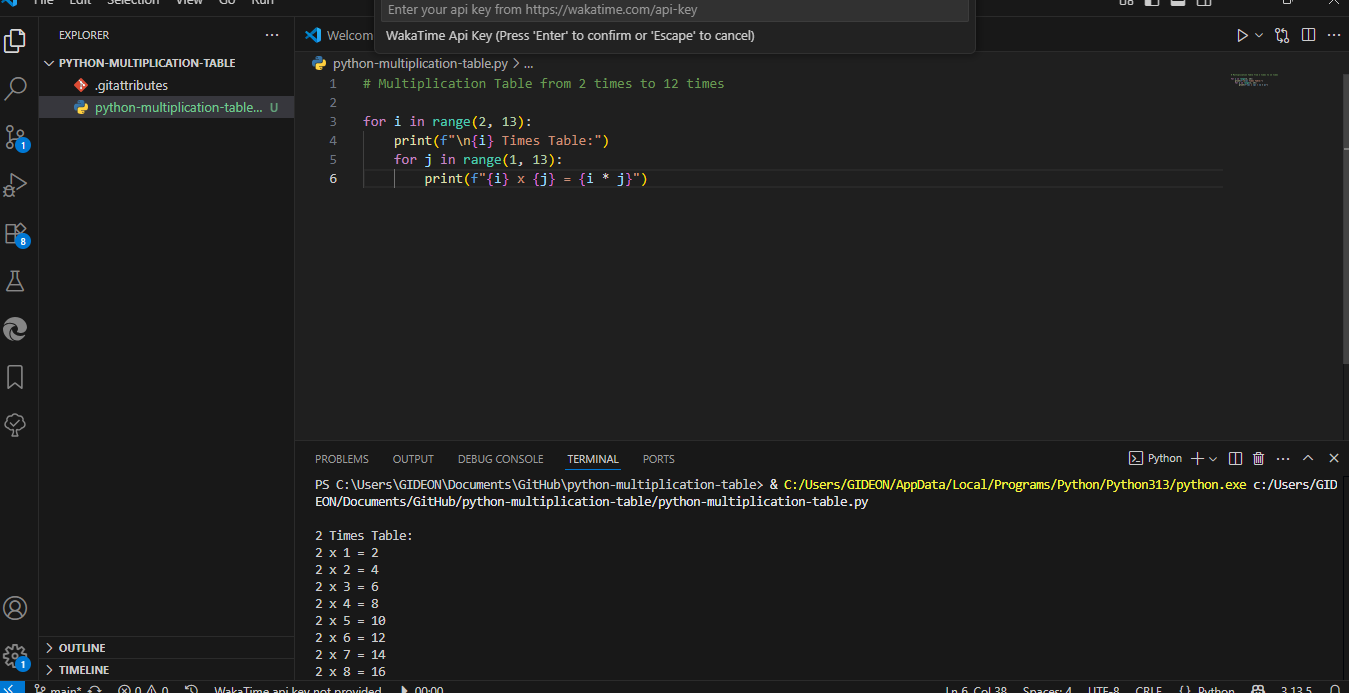 File Edit Selection View Go Run
Enter your api key from https://wakatime.com/api-key
WakaTime Api Key (Press 'Enter' to confirm or 'Escape' to cancel)
EXPLORER
Welcom
PYTHON-MULTIPLICATION-TABLE
.gitattributes
python-multiplication-table... U
python-multiplication-table.py > ...
1 # Multiplication Table from 2 times to 12 times
2
3 for i in range(2, 13):
4 print(f"\n{i} Times Table:")
5 for j in range(1, 13):
6 print(f"{i} x {j} = {i * j}")
1
8
PROBLEMS OUTPUT DEBUG CONSOLE TERMINAL PORTS
Python
PS C:\Users\GIDEON\Documents\GitHub\python-multiplication-table> & C:/Users/GIDEON/AppData/Local/Programs/Python/Python313/python.exe c:/Users/GID
EON/Documents/GitHub/python-multiplication-table/python-multiplication-table.py
2 Times Table:
2 x 1 = 2
2 x 2 = 4
2 x 3 = 6
2 x 4 = 8
2 x 5 = 10
2 x 6 = 12
2 x 7 = 14
2 x 8 = 16
OUTLINE
1
TIMELINE
main* 0 0 WakaTime api key not provided 00:00 Ln 6, Col 38 Spaces: 4 UTF-8 CRLF {} Python 3.13.5